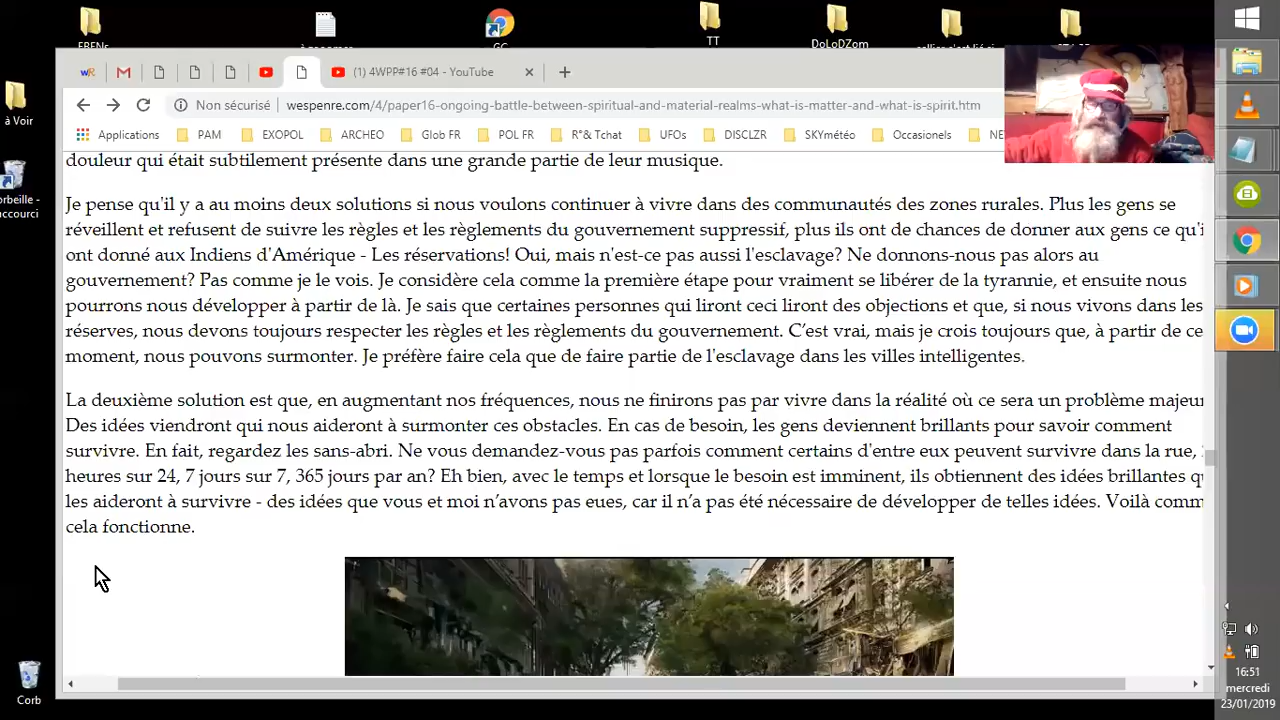 FRENs
GC
TT
DoLoDZom
à Voir
orbeille -
accourci
Corb
(1) 4WPP#16 #04 - YouTube
Non sécurisé
wespenre.com/4/paper16-ongoing-battle-between-spiritual-and-material-realms-what-is-matter-and-what-is-spirit.htm
Applications PAM EXOPOL ARCHEO Glob FR POL FR R°& Tchat UFOs DISCLZR SKYmétéo Occasionels
douleur qui était subtilement présente dans une grande partie de leur musique.
Je pense qu'il y a au moins deux solutions si nous voulons continuer à vivre dans des communautés des zones rurales. Plus les gens se
réveillent et refusent de suivre les règles et les règlements du gouvernement suppressif, plus ils ont de chances de donner aux gens ce qu'i
ont donné aux Indiens d'Amérique - Les réservations! Oui, mais n'est-ce pas aussi l'esclavage? Ne donnons-nous pas alors au
gouvernement? Pas comme je le vois. Je considère cela comme la première étape pour vraiment se libérer de la tyrannie, et ensuite nous
pourrons nous développer à partir de là. Je sais que certaines personnes qui liront ceci liront des objections et que, si nous vivons dans les
réserves, nous devons toujours respecter les règles et les règlements du gouvernement. C’est vrai, mais je crois toujours que, à partir de ce
moment, nous pouvons surmonter. Je préfère faire cela que de faire partie de l'esclavage dans les villes intelligentes.
La deuxième solution est que, en augmentant nos fréquences, nous ne finirons pas par vivre dans la réalité où ce sera un problème majeur
Des idées viendront qui nous aideront à surmonter ces obstacles. En cas de besoin, les gens deviennent brillants pour savoir comment
survivre. En fait, regardez les sans-abri. Ne vous demandez-vous pas parfois comment certains d'entre eux peuvent survivre dans la rue,
heures sur 24, 7 jours sur 7, 365 jours par an? Eh bien, avec le temps et lorsque le besoin est imminent, ils obtiennent des idées brillantes q
les aideront à survivre - des idées que vous et moi n’avons pas eues, car il n’a pas été nécessaire de développer de telles idées. Voilà comm
cela fonctionne.
16:51
mercredi
23/01/2019